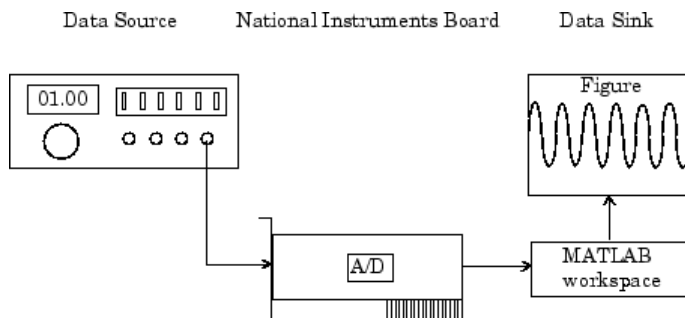 Data Source
National Instruments Board
Data Sink
01.00
Figure
A/D
MATLAB
workspace